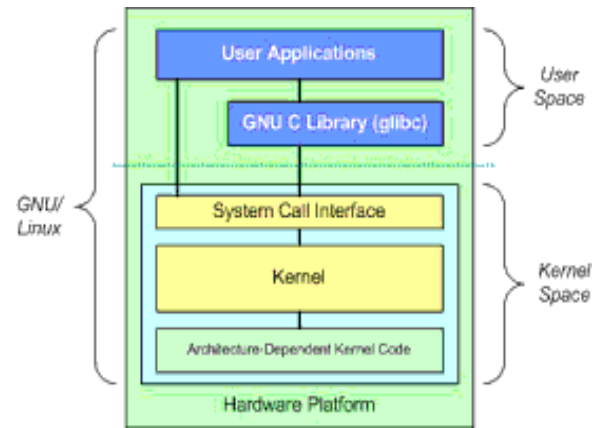 User Applications
GNU C Library (glibc)
User
Space
GNU/
Linux
System Call Interface
Kernel
Kernel
Space
Architecture-Dependent Kernel Code
Hardware Platform